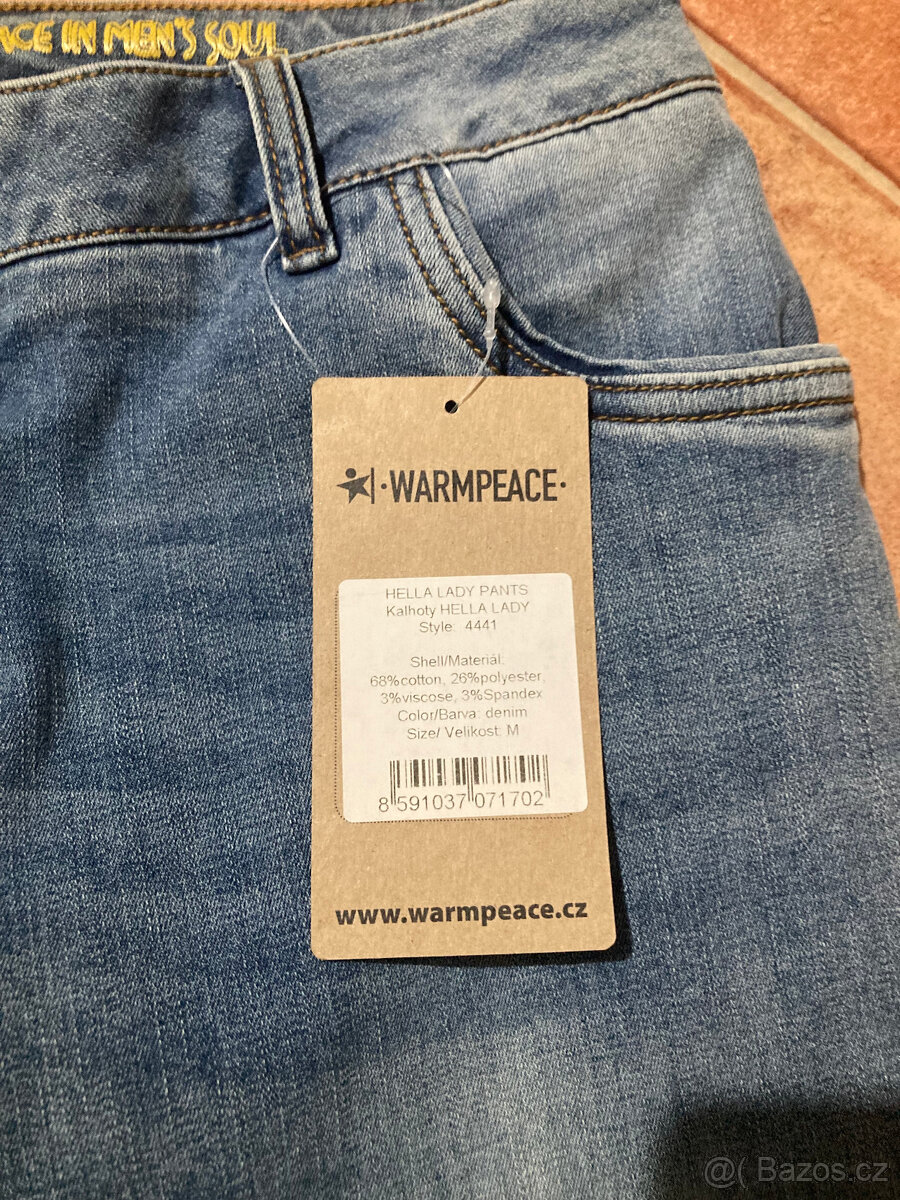 NCE IN MEN'S SOUL
·WARMPEACE·
HELLA LADY PANTS
Kalhoty HELLA LADY
Style: 4441
Shell/Materiál:
68%cotton, 26%polyester,
3%viscose, 3%Spandex
Color/Barva: denim
Size/ Velikost: M
8 591037 071702
www.warmpeace.cz
@( Bazos.cz